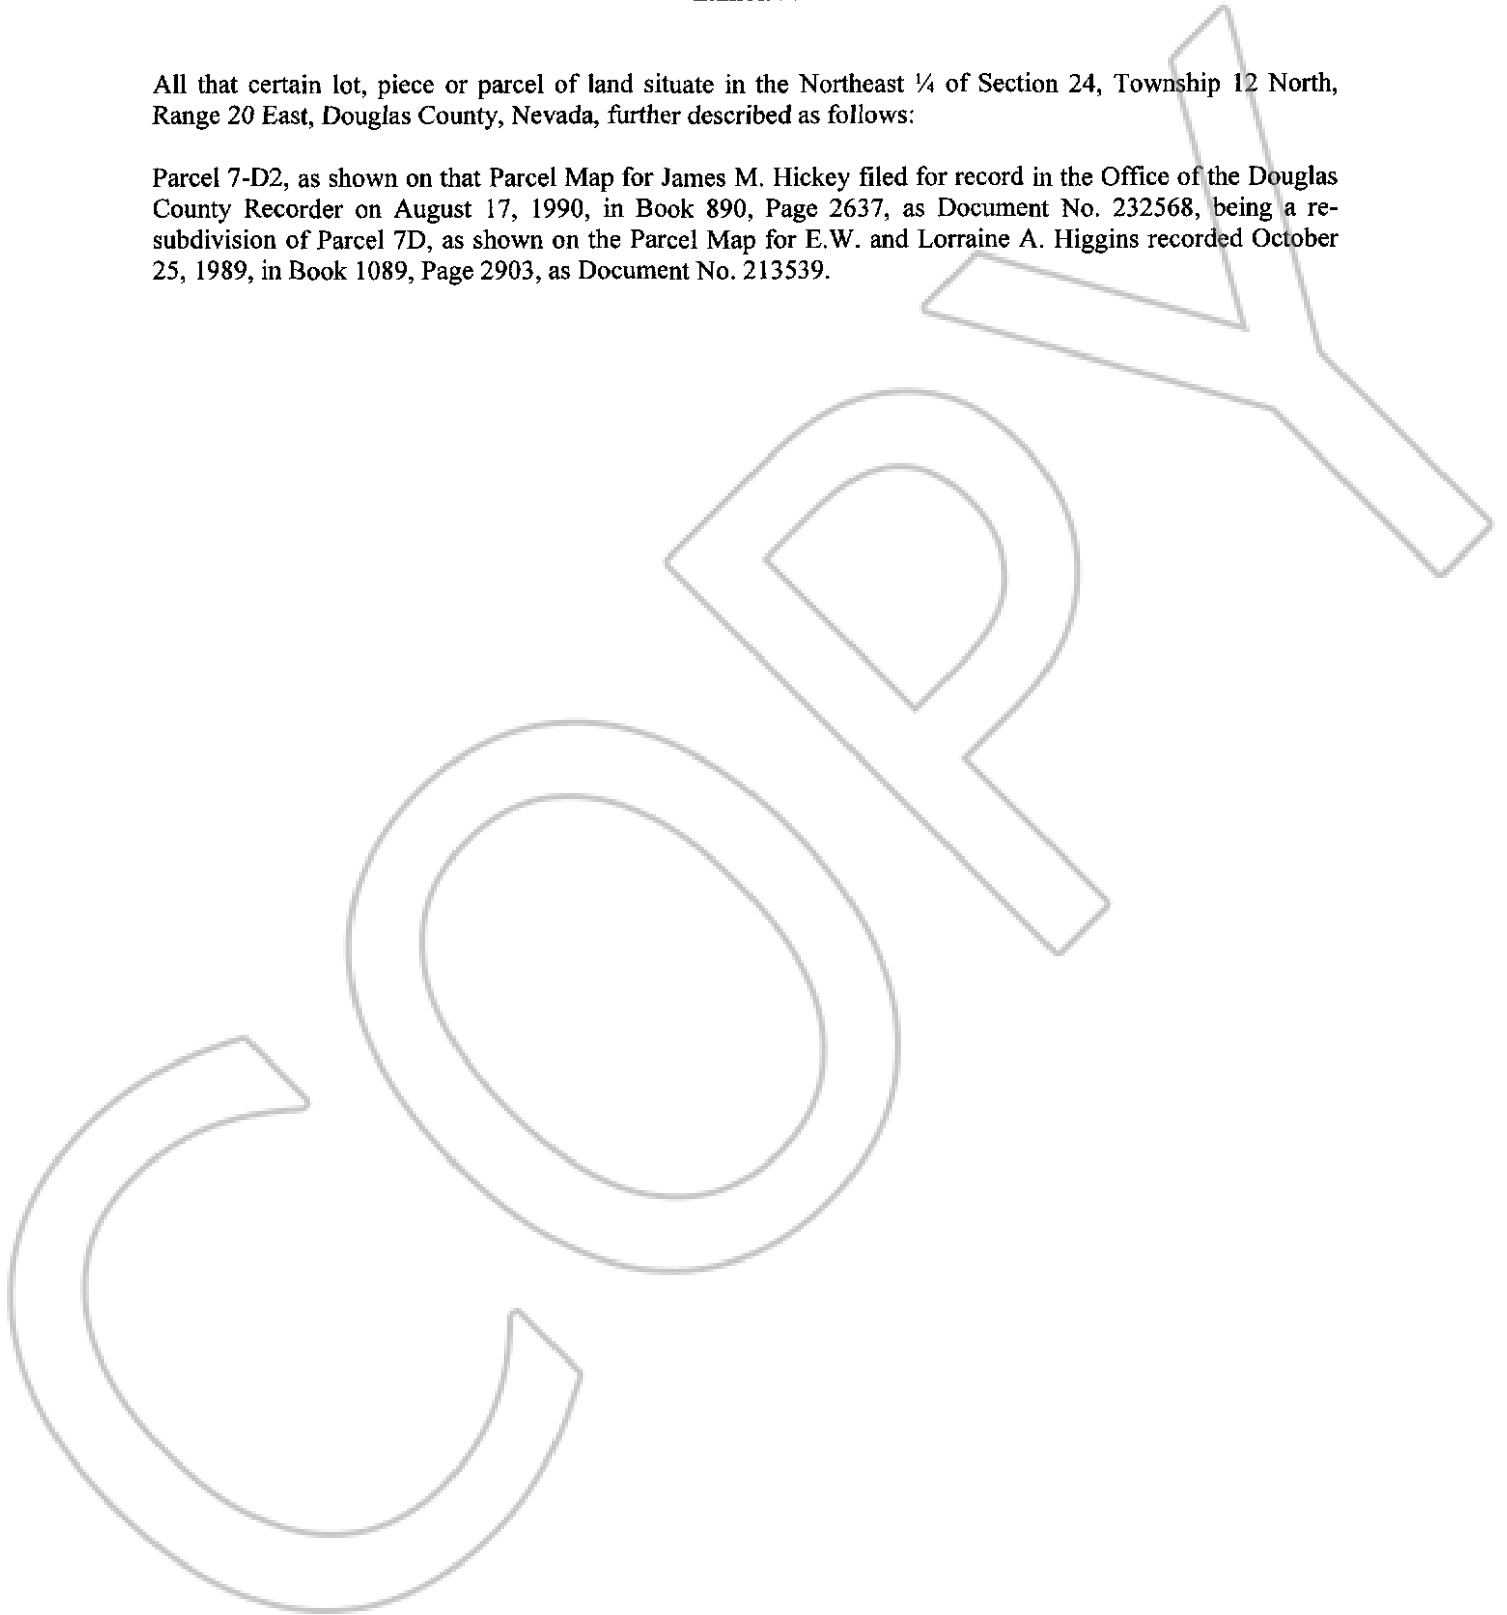 All that certain lot, piece or parcel of land situate in the Northeast ¼ of Section 24, Township 12 North,
Range 20 East, Douglas County, Nevada, further described as follows:
Parcel 7-D2, as shown on that Parcel Map for James M. Hickey filed for record in the Office of the Douglas
County Recorder on August 17, 1990, in Book 890, Page 2637, as Document No. 232568, being a re-
subdivision of Parcel 7D, as shown on the Parcel Map for E.W. and Lorraine A. Higgins recorded October
25, 1989, in Book 1089, Page 2903, as Document No. 213539.
COPY